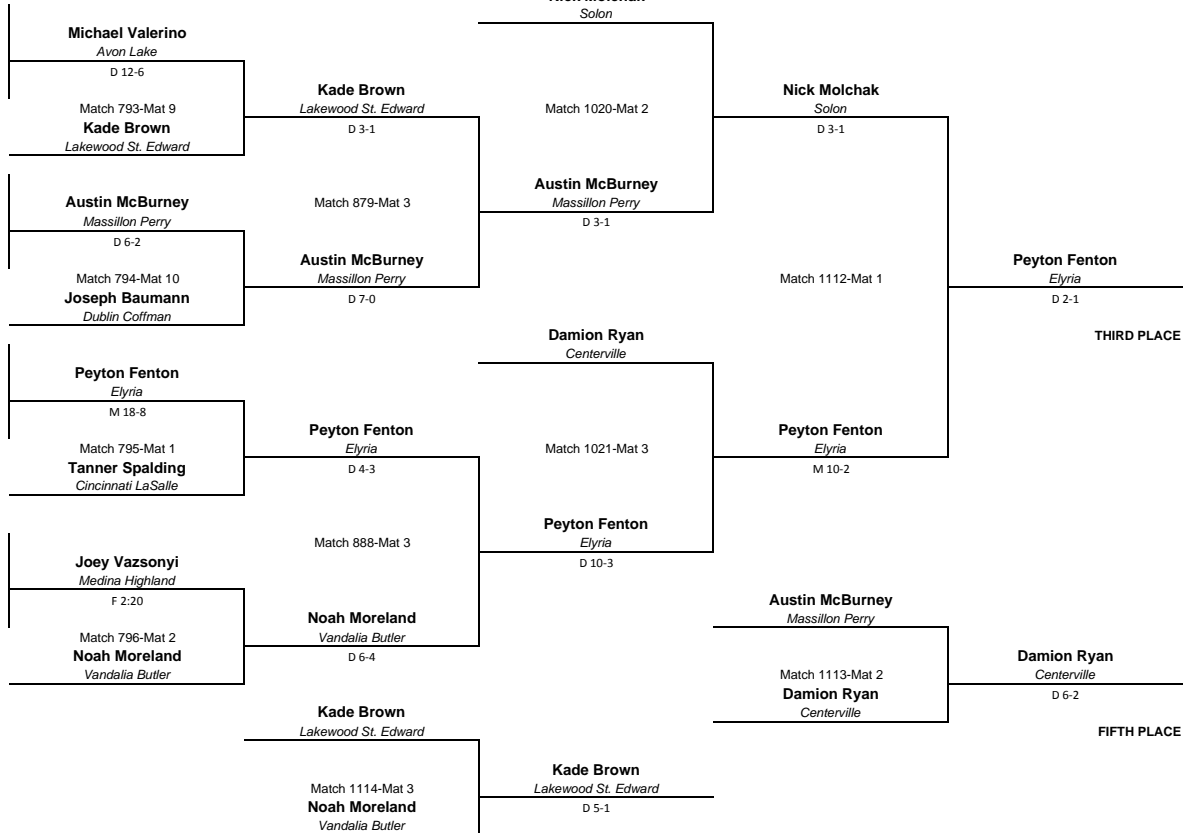 Nick Molchak
Solon
Michael Valerino
Avon Lake
D 12-6
Match 793-Mat 9
Kade Brown
Lakewood St. Edward
Kade Brown
Lakewood St. Edward
D 3-1
Match 1020-Mat 2
Nick Molchak
Solon
D 3-1
Austin McBurney
Massillon Perry
D 6-2
Match 794-Mat 10
Joseph Baumann
Dublin Coffman
Match 879-Mat 3
Austin McBurney
Massillon Perry
D 7-0
Austin McBurney
Massillon Perry
D 3-1
Match 1112-Mat 1
Peyton Fenton
Elyria
D 2-1
THIRD PLACE
Peyton Fenton
Elyria
M 18-8
Match 795-Mat 1
Tanner Spalding
Cincinnati LaSalle
Peyton Fenton
Elyria
D 4-3
Damion Ryan
Centerville
Match 1021-Mat 3
Peyton Fenton
Elyria
M 10-2
Joey Vazsonyi
Medina Highland
F 2:20
Match 796-Mat 2
Noah Moreland
Vandalia Butler
Match 888-Mat 3
Noah Moreland
Vandalia Butler
D 6-4
Peyton Fenton
Elyria
D 10-3
Austin McBurney
Massillon Perry
Match 1113-Mat 2
Damion Ryan
Centerville
Damion Ryan
Centerville
D 6-2
FIFTH PLACE
Kade Brown
Lakewood St. Edward
Match 1114-Mat 3
Noah Moreland
Vandalia Butler
Kade Brown
Lakewood St. Edward
D 5-1